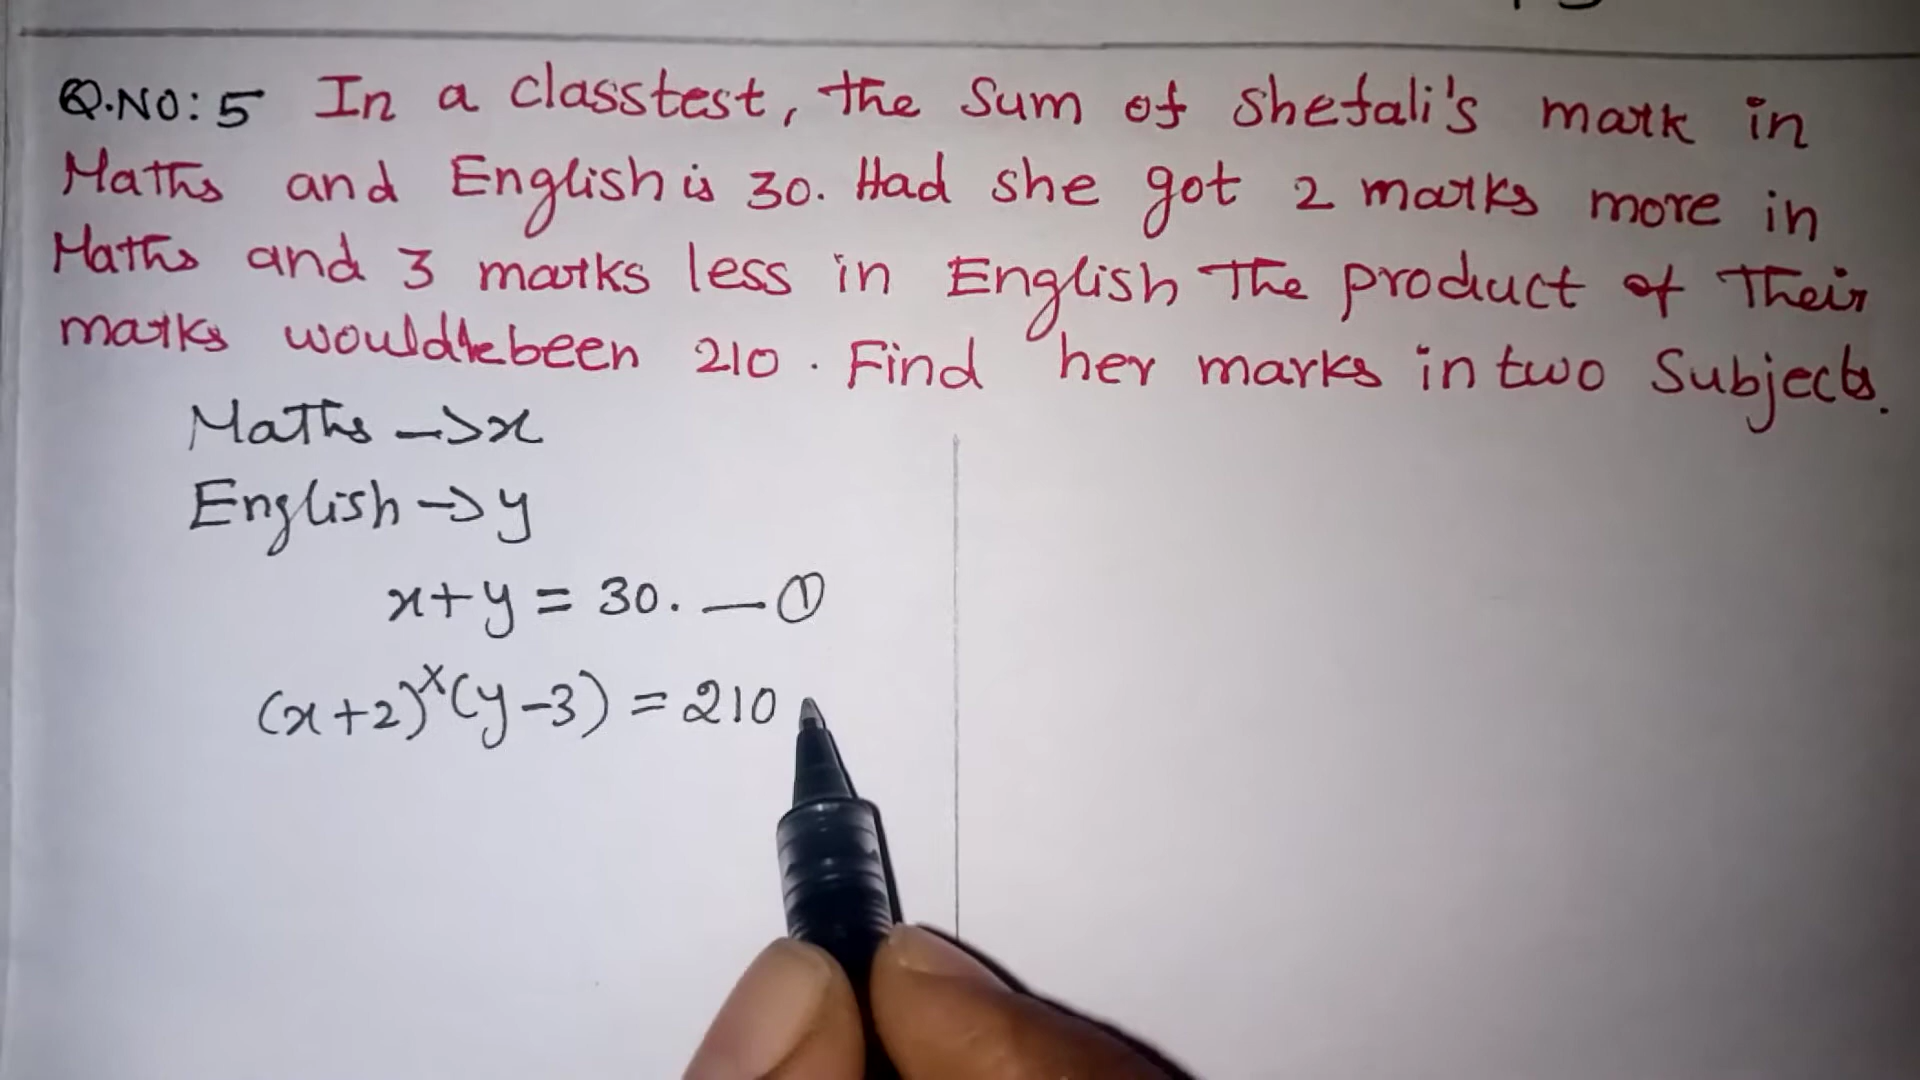 Q.NO: 5 In a classtest, the Sum of Shefali's mark in
Maths and English is 30. Had she got 2 marks more in
Maths and 3 marks less in English The product of Their
marks would been 210. Find her marks in two Subjects.
Maths -> x
English -> y
x+y = 30. — ①
(x+2)×(y-3) = 210